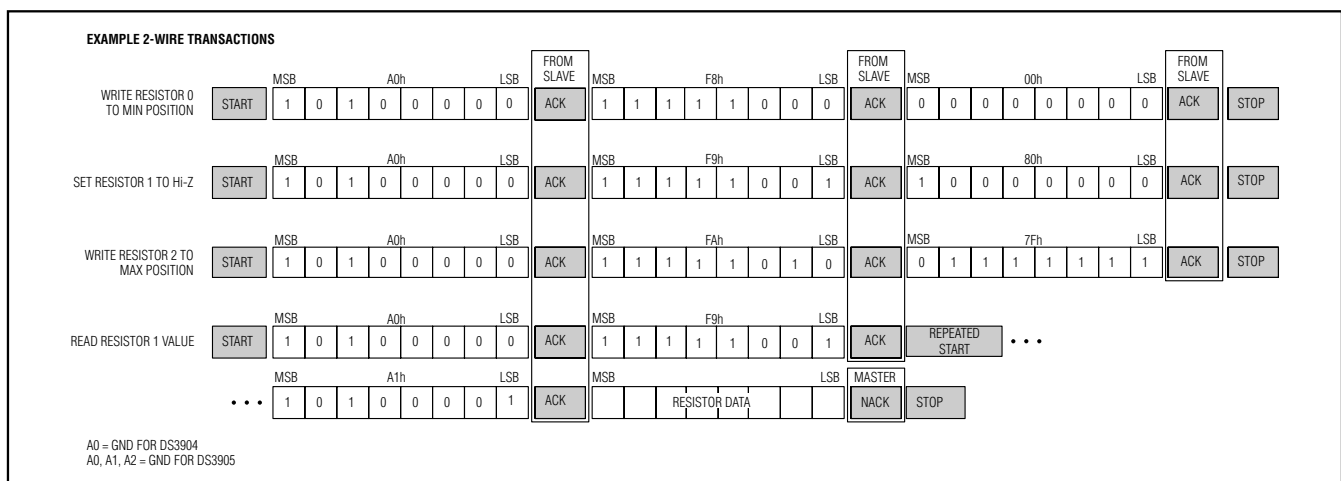 EXAMPLE 2-WIRE TRANSACTIONS
FROM SLAVE FROM SLAVE FROM SLAVE
MSB A0h LSB MSB F8h LSB MSB 00h LSB
WRITE RESISTOR 0 TO MIN POSITION START 1 0 1 0 0 0 0 0 ACK 1 1 1 1 1 0 0 0 ACK 0 0 0 0 0 0 0 0 ACK STOP
MSB A0h LSB MSB F9h LSB MSB 80h LSB
SET RESISTOR 1 TO Hi-Z START 1 0 1 0 0 0 0 0 ACK 1 1 1 1 1 0 0 1 ACK 1 0 0 0 0 0 0 0 ACK STOP
MSB A0h LSB MSB FAh LSB MSB 7Fh LSB
WRITE RESISTOR 2 TO MAX POSITION START 1 0 1 0 0 0 0 0 ACK 1 1 1 1 1 0 1 0 ACK 0 1 1 1 1 1 1 1 ACK STOP
MSB A0h LSB MSB F9h LSB
READ RESISTOR 1 VALUE START 1 0 1 0 0 0 0 0 ACK 1 1 1 1 1 0 0 1 ACK REPEATED START • • •
MSB A1h LSB MSB LSB MASTER
• • • 1 0 1 0 0 0 0 1 ACK RESISTOR DATA NACK STOP
A0 = GND FOR DS3904
A0, A1, A2 = GND FOR DS3905